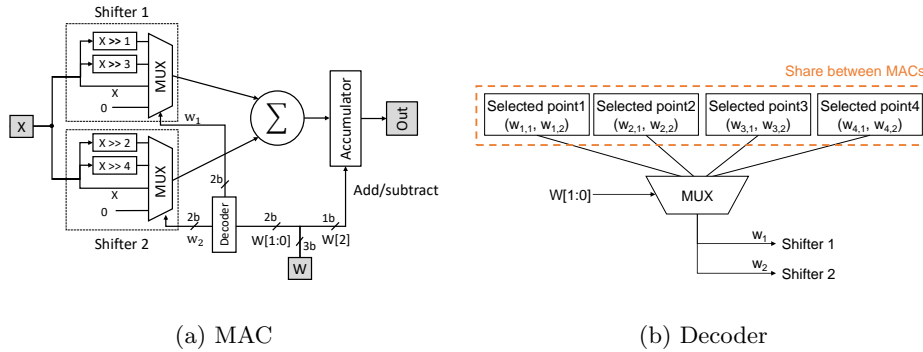 Shifter 1
X >> 1
X >> 3
X
0
MUX
w₁
X
X >> 2
X >> 4
X
0
MUX
Shifter 2
2b
w₂
2b
Decoder
2b
W[1:0]
3b
W
1b
W[2]
∑
Accumulator
Add/subtract
Out
(a) MAC
Share between MACs
Selected point1
(w₁,₁, w₁,₂)
Selected point2
(w₂,₁, w₂,₂)
Selected point3
(w₃,₁, w₃,₂)
Selected point4
(w₄,₁, w₄,₂)
W[1:0]
MUX
w₁
Shifter 1
w₂
Shifter 2
(b) Decoder